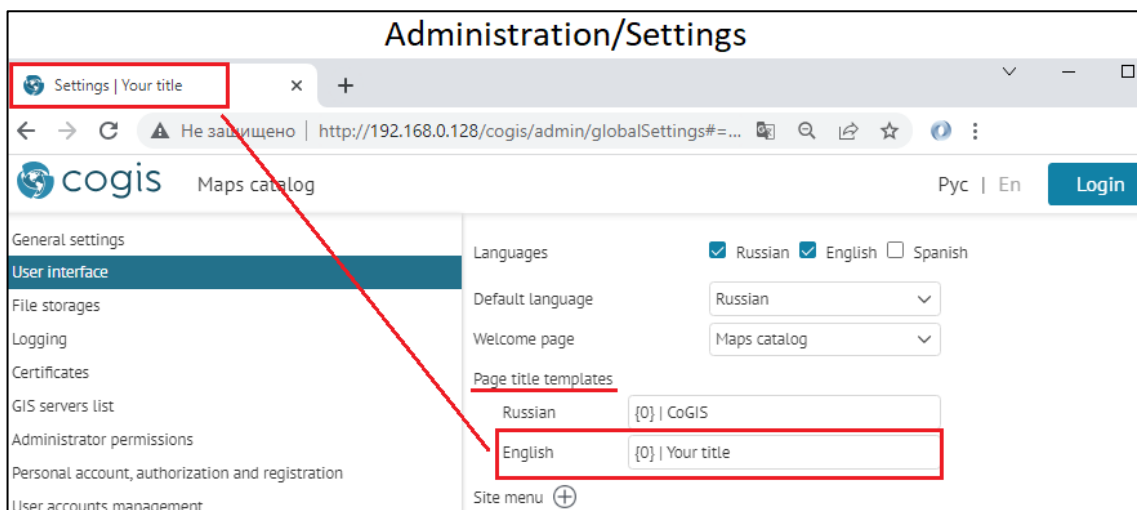 Administration/Settings
Settings | Your title
Не защищено | http://192.168.0.128/cogis/admin/globalSettings#=...
cogis Maps catalog Рус | En Login
General settings
User interface
File storages
Logging
Certificates
GIS servers list
Administrator permissions
Personal account, authorization and registration
User accounts management
Languages Russian English Spanish
Default language Russian
Welcome page Maps catalog
Page title templates
Russian {0} | CoGIS
English {0} | Your title
Site menu